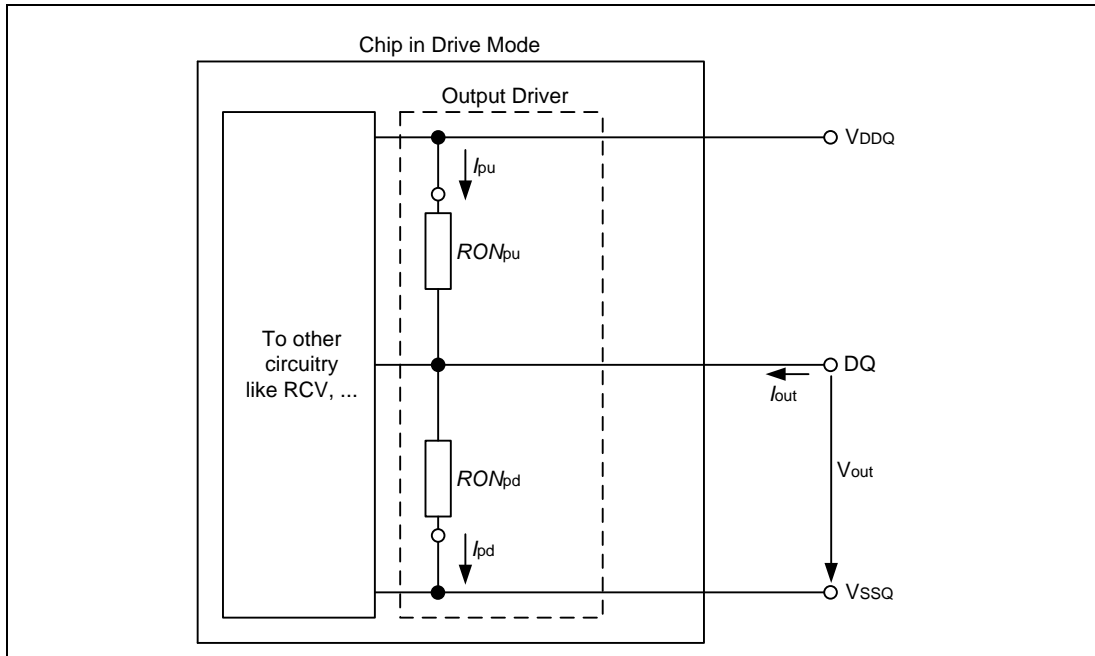 Chip in Drive Mode
Output Driver
VDDQ
Ipu
RONpu
To other
circuitry
like RCV, ...
DQ
Iout
RONpd
Vout
Ipd
VSSQ